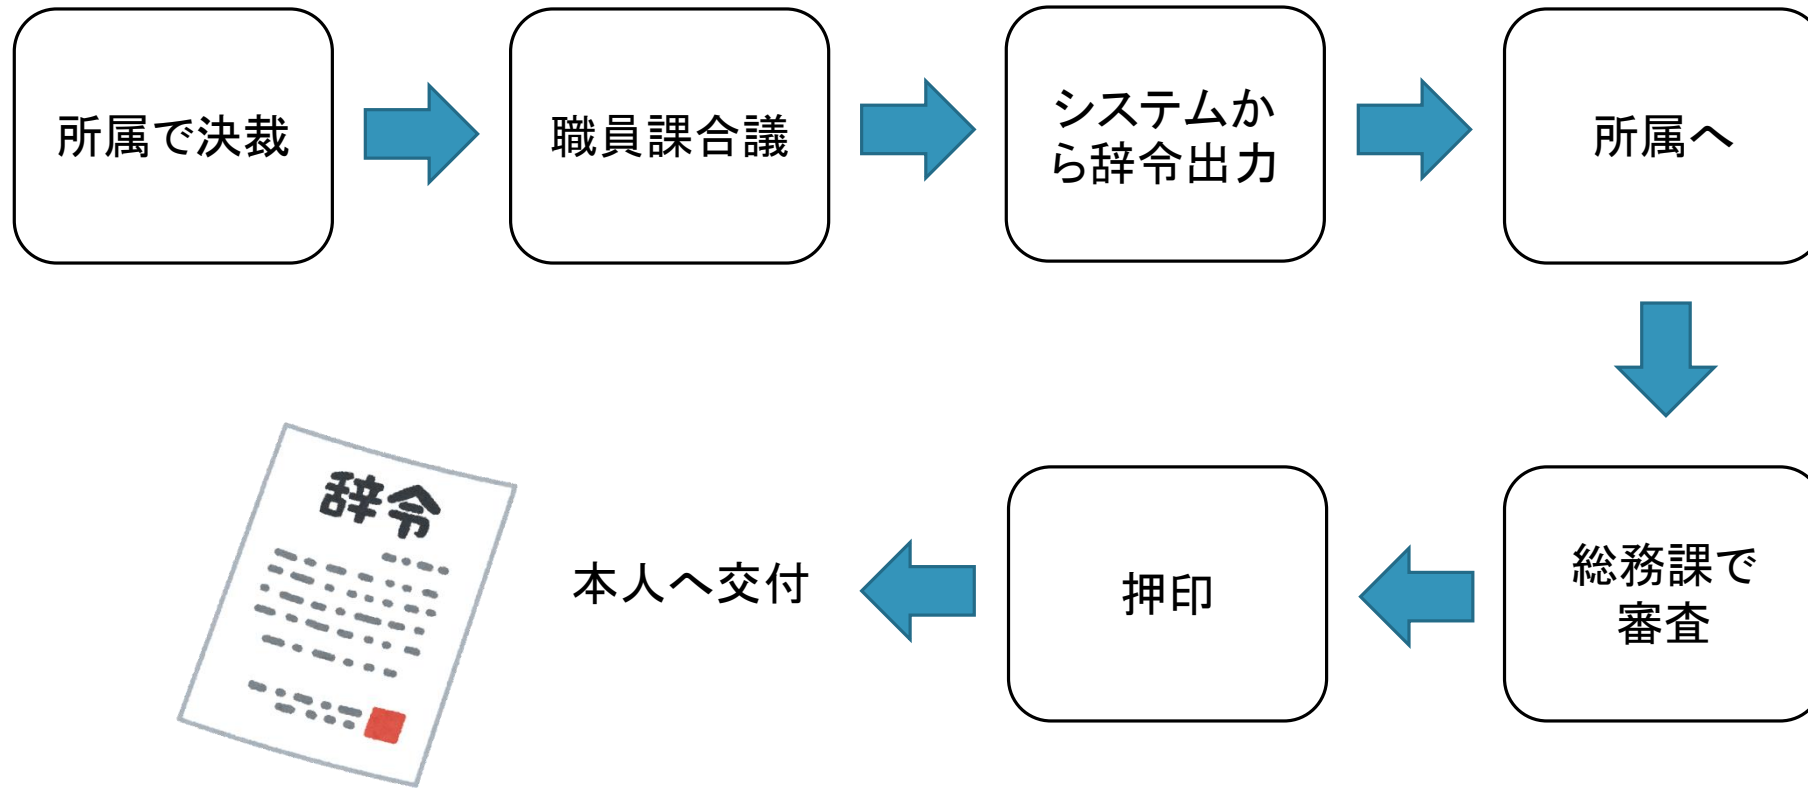 所属で決裁
職員課合議
システムか
ら辞令出力
所属へ
総務課で
審査
押印
本人へ交付
辞令